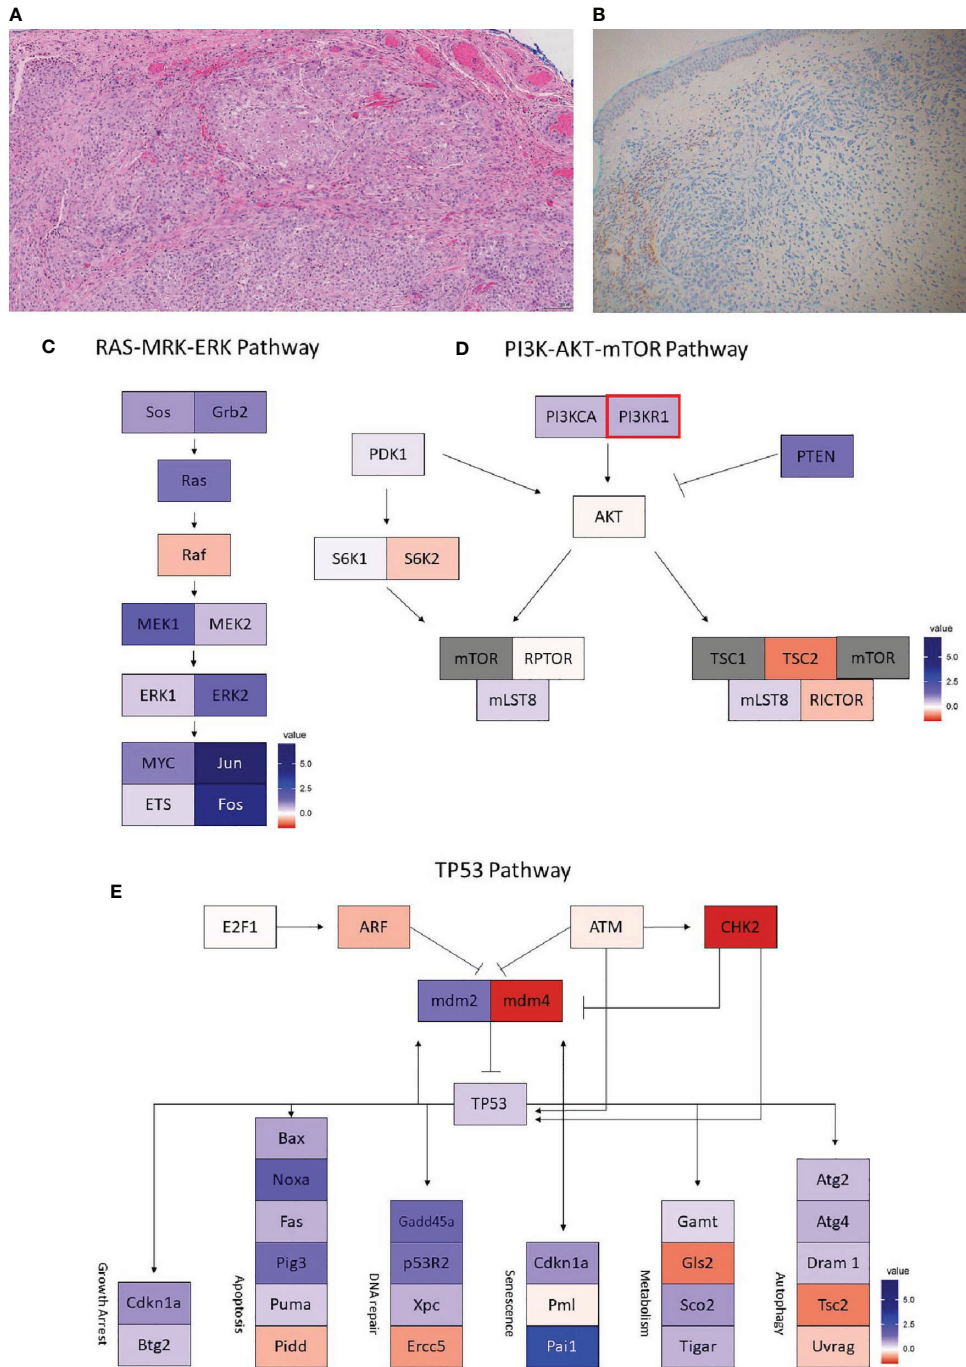 A
B
C
RAS-MRK-ERK Pathway
Sos Grb2
Ras
Raf
MEK1 MEK2
ERK1 ERK2
MYC Jun
ETS Fos
value
5.0
2.5
0.0
D
PI3K-AKT-mTOR Pathway
PI3KCA PI3KR1
PDK1
PTEN
AKT
S6K1 S6K2
mTOR RPTOR
mLST8
TSC1 TSC2 mTOR
mLST8 RICTOR
value
5.0
2.5
0.0
E
TP53 Pathway
E2F1
ARF
ATM
CHK2
mdm2 mdm4
TP53
Growth Arrest
Cdkn1a
Btg2
Apoptosis
Bax
Noxa
Fas
Pig3
Puma
Pidd
DNA repair
Gadd45a
p53R2
Xpc
Ercc5
Senescence
Cdkn1a
Pml
Pai1
Metabolism
Gamt
Gls2
Sco2
Tigar
Autophagy
Atg2
Atg4
Dram 1
Tsc2
Uvrag
value
5.0
2.5
0.0